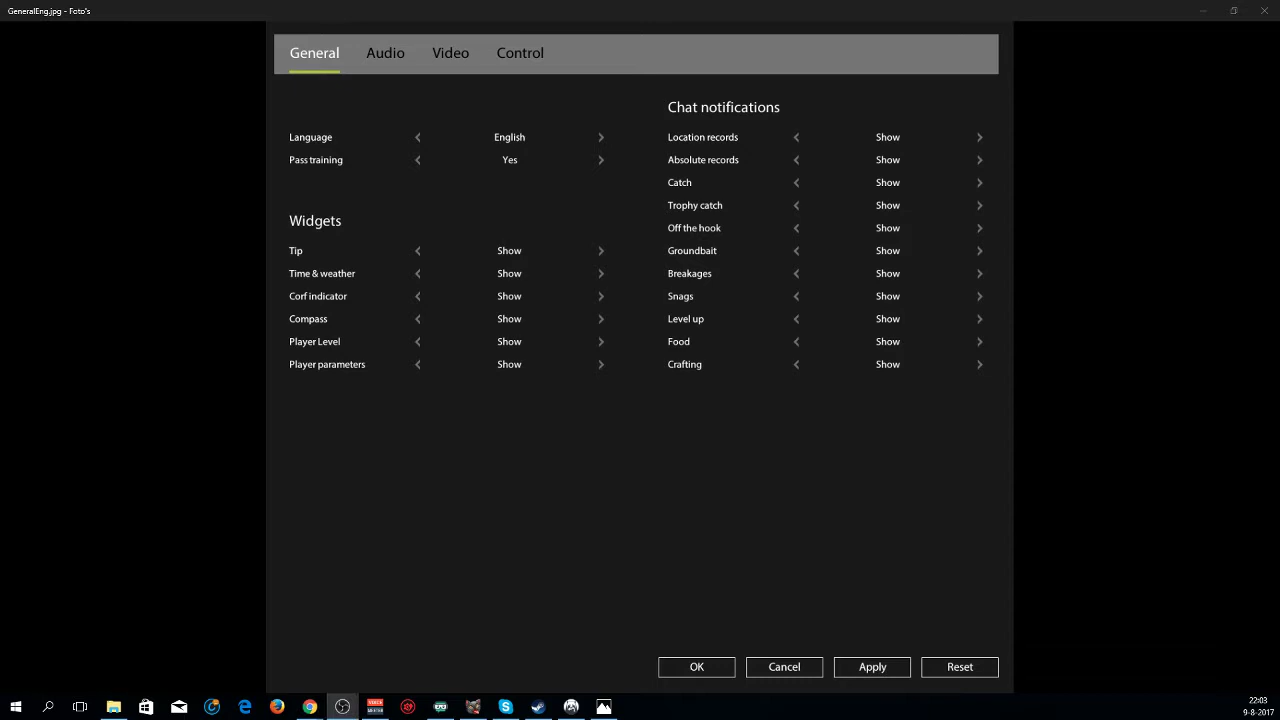 GeneralEng.jpg - Foto's
General Audio Video Control
Language English
Pass training Yes
Widgets
Tip Show
Time & weather Show
Corf indicator Show
Compass Show
Player Level Show
Player parameters Show
Chat notifications
Location records Show
Absolute records Show
Catch Show
Trophy catch Show
Off the hook Show
Groundbait Show
Breakages Show
Snags Show
Level up Show
Food Show
Crafting Show
OK Cancel Apply Reset
VOICE
MEETER
22:03
9-8-2017